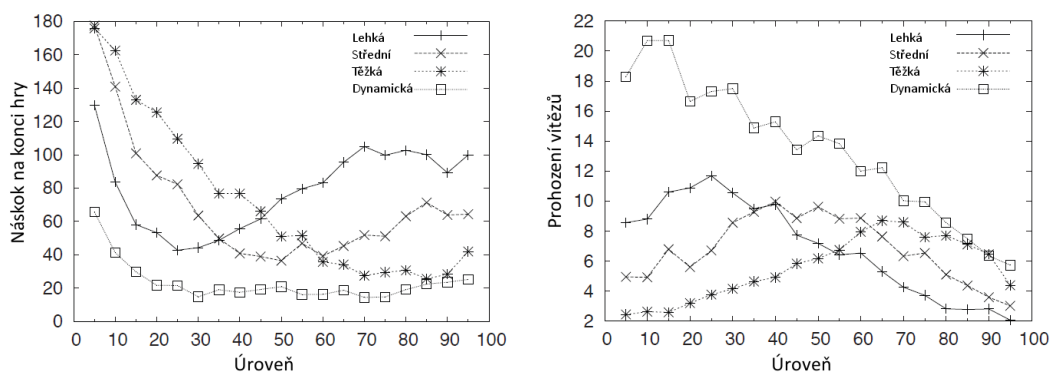 Náskok na konci hry
180
160
140
120
100
80
60
40
20
0
Lehká
Střední
Těžká
Dynamická
0 10 20 30 40 50 60 70 80 90 100
Úroveň
Prohození vítězů
22
20
18
16
14
12
10
8
6
4
2
Lehká
Střední
Těžká
Dynamická
0 10 20 30 40 50 60 70 80 90 100
Úroveň